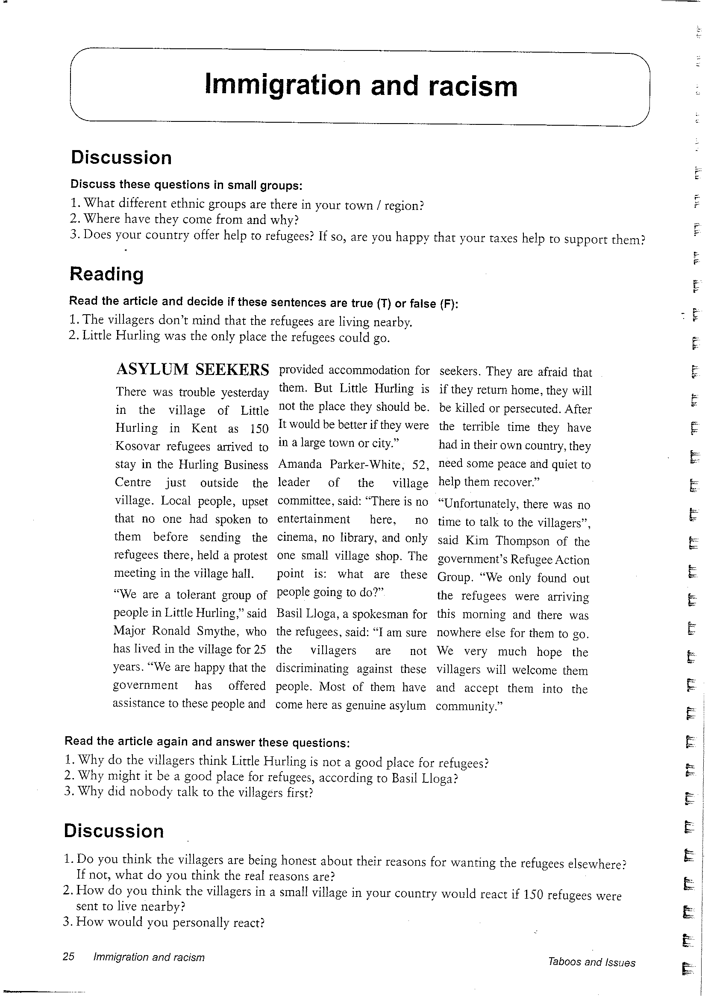 Immigration and racism
Discussion
Discuss these questions in small groups:
1. What different ethnic groups are there in your town / region?
2. Where have they come from and why?
3. Does your country offer help to refugees? If so, are you happy that your taxes help to support them?
Reading
Read the article and decide if these sentences are true (T) or false (F):
1. The villagers don't mind that the refugees are living nearby.
2. Little Hurling was the only place the refugees could go.
ASYLUM SEEKERS
There was trouble yesterday
in the village of Little
Hurling in Kent as 150
Kosovar refugees arrived to
stay in the Hurling Business
Centre just outside the
village. Local people, upset
that no one had spoken to
them before sending the
refugees there, held a protest
meeting in the village hall.
"We are a tolerant group of
people in Little Hurling," said
Major Ronald Smythe, who
has lived in the village for 25
years. "We are happy that the
government has offered
assistance to these people and
provided accommodation for
them. But Little Hurling is
not the place they should be.
It would be better if they were
in a large town or city."
Amanda Parker-White, 52,
leader of the village
committee, said: "There is no
entertainment here, no
cinema, no library, and only
one small village shop. The
point is: what are these
people going to do?"
Basil Lloga, a spokesman for
the refugees, said: "I am sure
the villagers are not
discriminating against these
people. Most of them have
come here as genuine asylum
seekers. They are afraid that
if they return home, they will
be killed or persecuted. After
the terrible time they have
had in their own country, they
need some peace and quiet to
help them recover."
"Unfortunately, there was no
time to talk to the villagers",
said Kim Thompson of the
government's Refugee Action
Group. "We only found out
the refugees were arriving
this morning and there was
nowhere else for them to go.
We very much hope the
villagers will welcome them
and accept them into the
community."
Read the article again and answer these questions:
1. Why do the villagers think Little Hurling is not a good place for refugees?
2. Why might it be a good place for refugees, according to Basil Lloga?
3. Why did nobody talk to the villagers first?
Discussion
1. Do you think the villagers are being honest about their reasons for wanting the refugees elsewhere?
If not, what do you think the real reasons are?
2. How do you think the villagers in a small village in your country would react if 150 refugees were
sent to live nearby?
3. How would you personally react?
25 Immigration and racism
Taboos and Issues